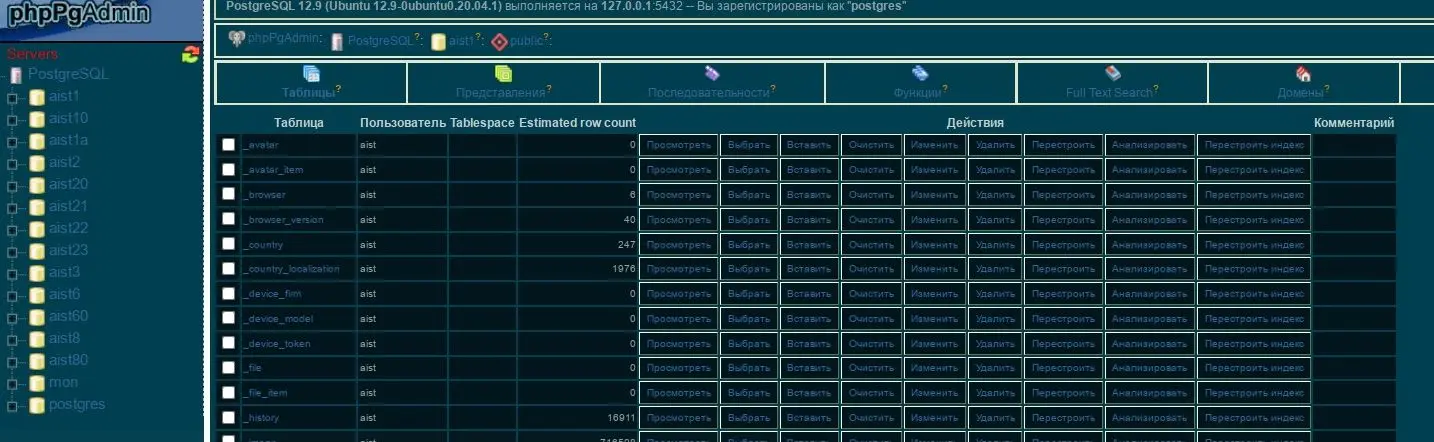 phpPgAdmin
Servers
PostgreSQL
aist1
aist10
aist1a
aist2
aist20
aist21
aist22
aist23
aist3
aist6
aist60
aist8
aist80
mon
postgres
PostgreSQL 12.9 (Ubuntu 12.9-0ubuntu0.20.04.1) выполняется на 127.0.0.1:5432 -- Вы зарегистрированы как "postgres"
phpPgAdmin: PostgreSQL?: aist1?: public?:
Таблицы? Представления? Последовательности? Функции? Full Text Search? Домены?
Таблица Пользователь Tablespace Estimated row count Действия Комментарий
_avatar aist 0 Просмотреть Выбрать Вставить Очистить Изменить Удалить Перестроить Анализировать Перестроить индекс
_avatar_item aist 0 Просмотреть Выбрать Вставить Очистить Изменить Удалить Перестроить Анализировать Перестроить индекс
_browser aist 6 Просмотреть Выбрать Вставить Очистить Изменить Удалить Перестроить Анализировать Перестроить индекс
_browser_version aist 40 Просмотреть Выбрать Вставить Очистить Изменить Удалить Перестроить Анализировать Перестроить индекс
_country aist 247 Просмотреть Выбрать Вставить Очистить Изменить Удалить Перестроить Анализировать Перестроить индекс
_country_localization aist 1976 Просмотреть Выбрать Вставить Очистить Изменить Удалить Перестроить Анализировать Перестроить индекс
_device_firm aist 0 Просмотреть Выбрать Вставить Очистить Изменить Удалить Перестроить Анализировать Перестроить индекс
_device_model aist 0 Просмотреть Выбрать Вставить Очистить Изменить Удалить Перестроить Анализировать Перестроить индекс
_device_token aist 0 Просмотреть Выбрать Вставить Очистить Изменить Удалить Перестроить Анализировать Перестроить индекс
_file aist 0 Просмотреть Выбрать Вставить Очистить Изменить Удалить Перестроить Анализировать Перестроить индекс
_file_item aist 0 Просмотреть Выбрать Вставить Очистить Изменить Удалить Перестроить Анализировать Перестроить индекс
_history aist 16911 Просмотреть Выбрать Вставить Очистить Изменить Удалить Перестроить Анализировать Перестроить индекс